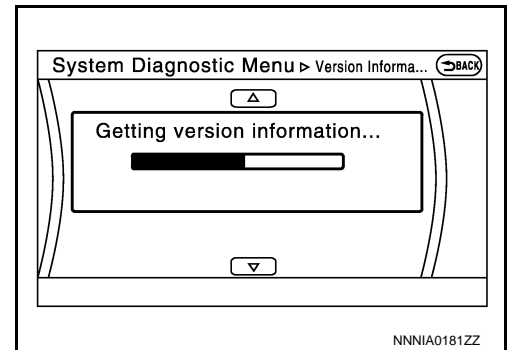 System Diagnostic Menu ▷ Version Informa... ⮌BACK
△
Getting version information...
▽
NNNIA0181ZZ